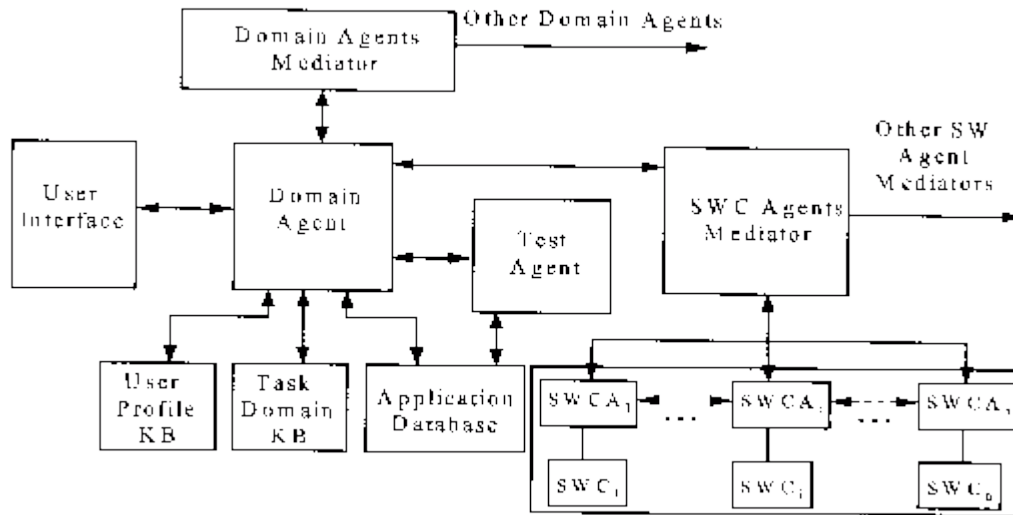 Other Domain Agents
Domain Agents
Mediator
Other SW
Agent
Mediators
User
Interface
Domain
Agent
SWC Agents
Mediator
Test
Agent
User
Profile
KB
Task
Domain
KB
Application
Database
SWCA₁
...
SWCAᵢ
...
SWCA
SWC₁
SWCᵢ
SWCₙ